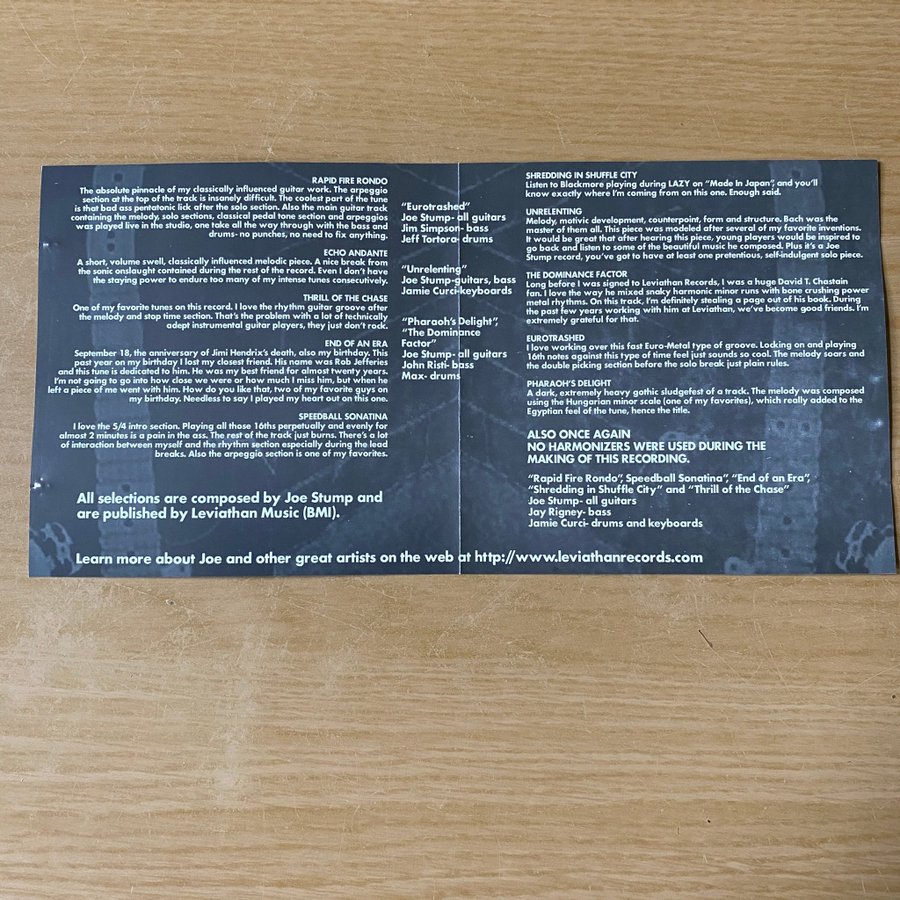 RAPID FIRE RONDO
The absolute pinnacle of my classically influenced guitar work. The arpeggio
section at the top of the track is insanely difficult. The coolest part of the tune
is that bad ass pentatonic lick after the solo section. Also the main guitar track
containing the melody, solo sections, classical pedal tone section and arpeggios
was played live in the studio, one take all the way through with the bass and
drums- no punches, no need to fix anything.
ECHO ANDANTE
A short, volume swell, classically influenced melodic piece. A nice break from
the sonic onslaught contained during the rest of the record. Even I don't have
the staying power to endure too many of my intense tunes consecutively.
THRILL OF THE CHASE
One of my favorite tunes on this record. I love the rhythm guitar groove after
the melody and stop time section. That's the problem with a lot of technically
adept instrumental guitar players, they just don't rock.
END OF AN ERA
September 18, the anniversary of Jimi Hendrix's death, also my birthday. This
past year on my birthday I lost my closest friend. His name was Rob Jefferies
and this tune is dedicated to him. He was my best friend for almost twenty years.
I'm not going to go into how close we were or how much I miss him, but when he
left a piece of me went with him. How do you like that, two of my favorite guys on
my birthday. Needless to say I played my heart out on this one.
SPEEDBALL SONATINA
I love the 5/4 intro section. Playing all those 16ths perpetually and evenly for
almost 2 minutes is a pain in the ass. The rest of the track just burns. There's a lot
of interaction between myself and the rhythm section especially during the lead
breaks. Also the arpeggio section is one of my favorites.
All selections are composed by Joe Stump and
are published by Leviathan Music (BMI).
"Eurotrashed"
Joe Stump- all guitars
Jim Simpson- bass
Jeff Tortora- drums
"Unrelenting"
Joe Stump-guitars, bass
Jamie Curci-keyboards
"Pharaoh's Delight",
"The Dominance
Factor"
Joe Stump- all guitars
John Risti- bass
Max- drums
SHREDDING IN SHUFFLE CITY
Listen to Blackmore playing during LAZY on "Made In Japan", and you'll
know exactly where I'm coming from on this one. Enough said.
UNRELENTING
Melody, motivic development, counterpoint, form and structure. Bach was the
master of them all. This piece was modeled after several of my favorite inventions.
It would be great that after hearing this piece, young players would be inspired to
go back and listen to some of the beautiful music he composed. Plus it's a Joe
Stump record, you've got to have at least one pretentious, self-indulgent solo piece.
THE DOMINANCE FACTOR
Long before I was signed to Leviathan Records, I was a huge David T. Chastain
fan. I love the way he mixed snaky harmonic minor runs with bone crushing power
metal rhythms. On this track, I'm definitely stealing a page out of his book. During
the past few years working with him at Leviathan, we've become good friends. I'm
extremely grateful for that.
EUROTRASHED
I love working over this fast Euro-Metal type of groove. Locking on and playing
16th notes against this type of time feel just sounds so cool. The melody soars and
the double picking section before the solo break just plain rules.
PHARAOH'S DELIGHT
A dark, extremely heavy gothic sludgefest of a track. The melody was composed
using the Hungarian minor scale (one of my favorites), which really added to the
Egyptian feel of the tune, hence the title.
ALSO ONCE AGAIN
NO HARMONIZERS WERE USED DURING THE
MAKING OF THIS RECORDING.
"Rapid Fire Rondo", Speedball Sonatina", "End of an Era",
"Shredding in Shuffle City" and "Thrill of the Chase"
Joe Stump- all guitars
Jay Rigney- bass
Jamie Curci- drums and keyboards
Learn more about Joe and other great artists on the web at http://www.leviathanrecords.com